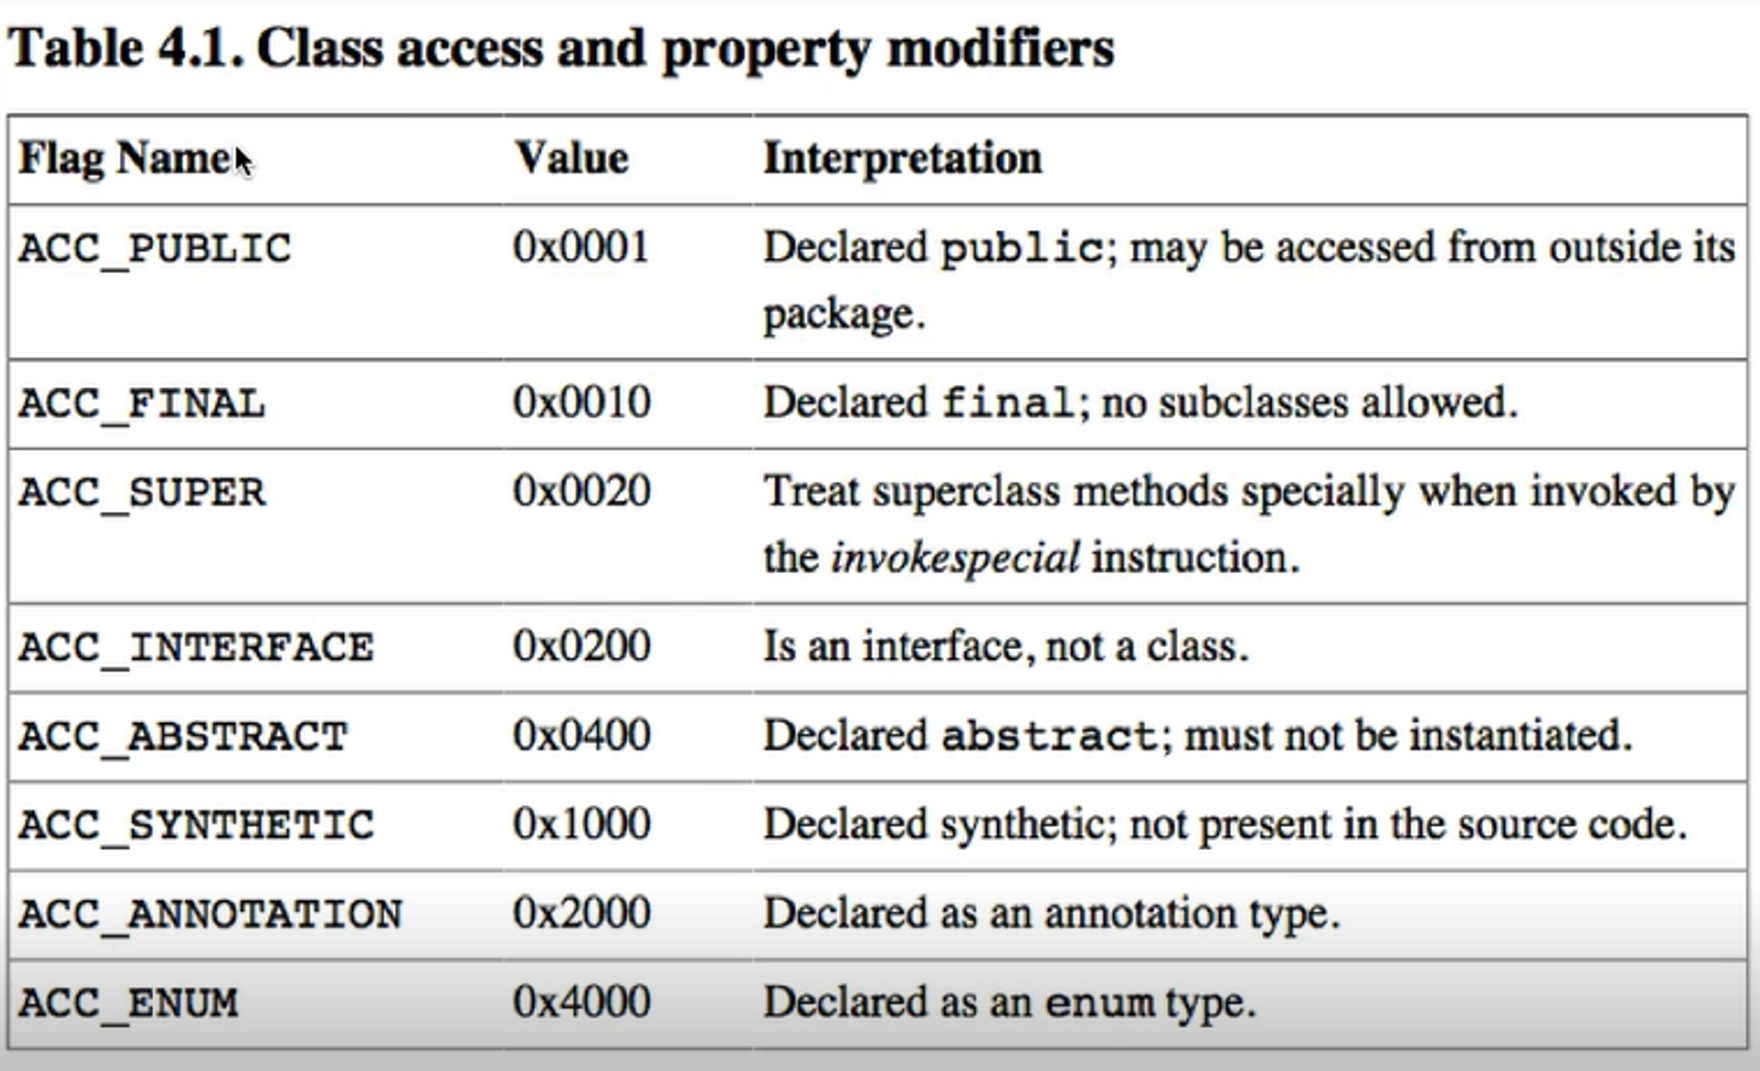 Table 4.1. Class access and property modifiers
Flag Name Value Interpretation
ACC_PUBLIC 0x0001 Declared public; may be accessed from outside its
package.
ACC_FINAL 0x0010 Declared final; no subclasses allowed.
ACC_SUPER 0x0020 Treat superclass methods specially when invoked by
the invokespecial instruction.
ACC_INTERFACE 0x0200 Is an interface, not a class.
ACC_ABSTRACT 0x0400 Declared abstract; must not be instantiated.
ACC_SYNTHETIC 0x1000 Declared synthetic; not present in the source code.
ACC_ANNOTATION 0x2000 Declared as an annotation type.
ACC_ENUM 0x4000 Declared as an enum type.